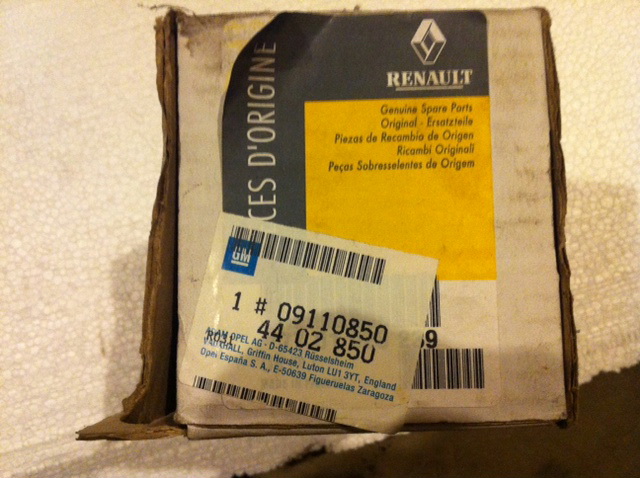 RENAULT
Genuine Spare Parts
Original - Ersatzteile
Piezas de Recambio de Origen
Ricambi Originali
Peças Sobresselentes de Origem
CES D'ORIGINE
GM
1 # 09110850
44 02 850
R031
ADAM OPEL AG - D-65423 Rüsselsheim
VAUXHALL, Griffin House, Luton LU1 3YT, England
Opel España S. A., E-50639 Figueruelas Zaragoza
09